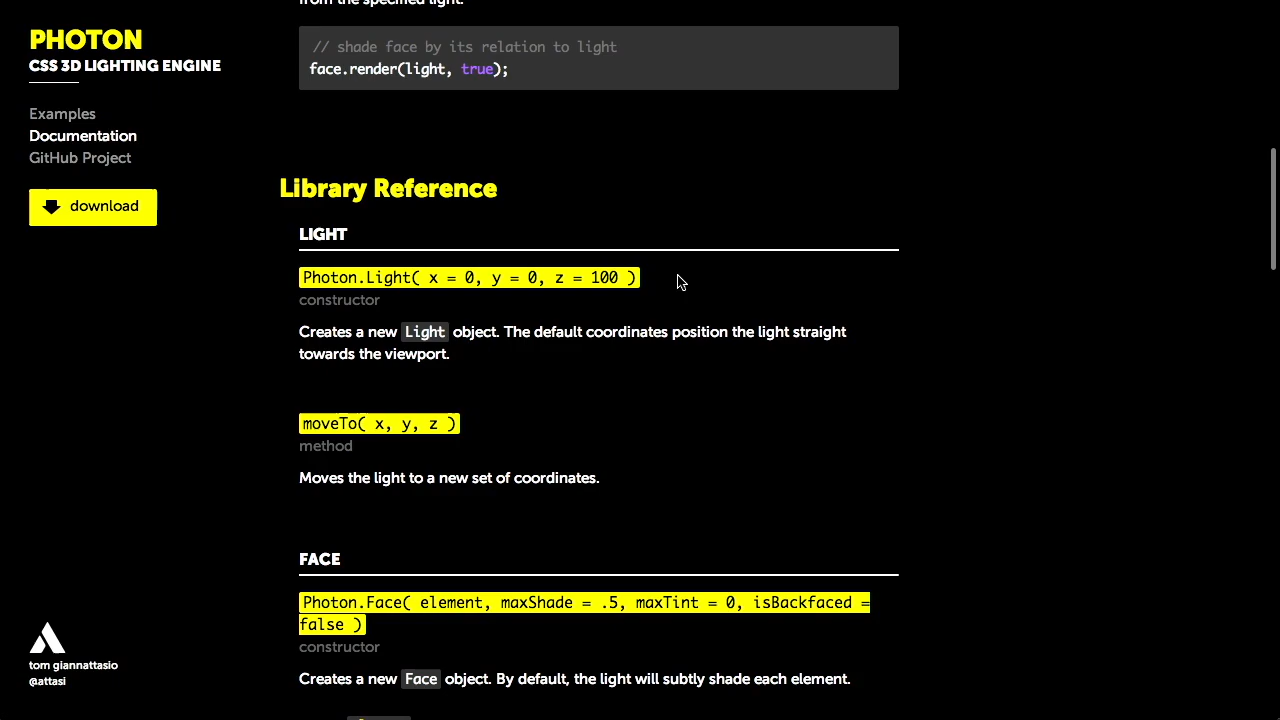 PHOTON
CSS 3D LIGHTING ENGINE
Examples
Documentation
GitHub Project
download
tom giannattasio
@attasi
from the specified light.
// shade face by its relation to light
face.render(light, true);
Library Reference
LIGHT
Photon.Light( x = 0, y = 0, z = 100 )
constructor
Creates a new Light object. The default coordinates position the light straight
towards the viewport.
moveTo( x, y, z )
method
Moves the light to a new set of coordinates.
FACE
Photon.Face( element, maxShade = .5, maxTint = 0, isBackfaced =
false )
constructor
Creates a new Face object. By default, the light will subtly shade each element.